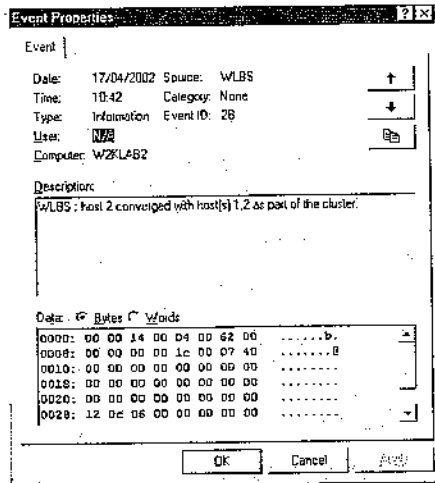 Event Properties ? ×
Event
Date: 17/04/2002 Source: WLBS
Time: 10:42 Category: None
Type: Information Event ID: 28
User: N/A
Computer: W2KLAB2
Description:
WLBS : host 2 converged with host(s) 1,2 as part of the cluster.
Data: Bytes Words
0000: 00 00 14 00 04 00 62 00 ......b.
0008: 00 00 00 00 1c 00 07 40 .......@
0010: 00 00 00 00 00 00 00 00 ........
0018: 00 00 00 00 00 00 00 00 ........
0020: 00 00 00 00 00 00 00 00 ........
0028: 12 0c 06 00 00 00 00 00 ........
OK Cancel Apply